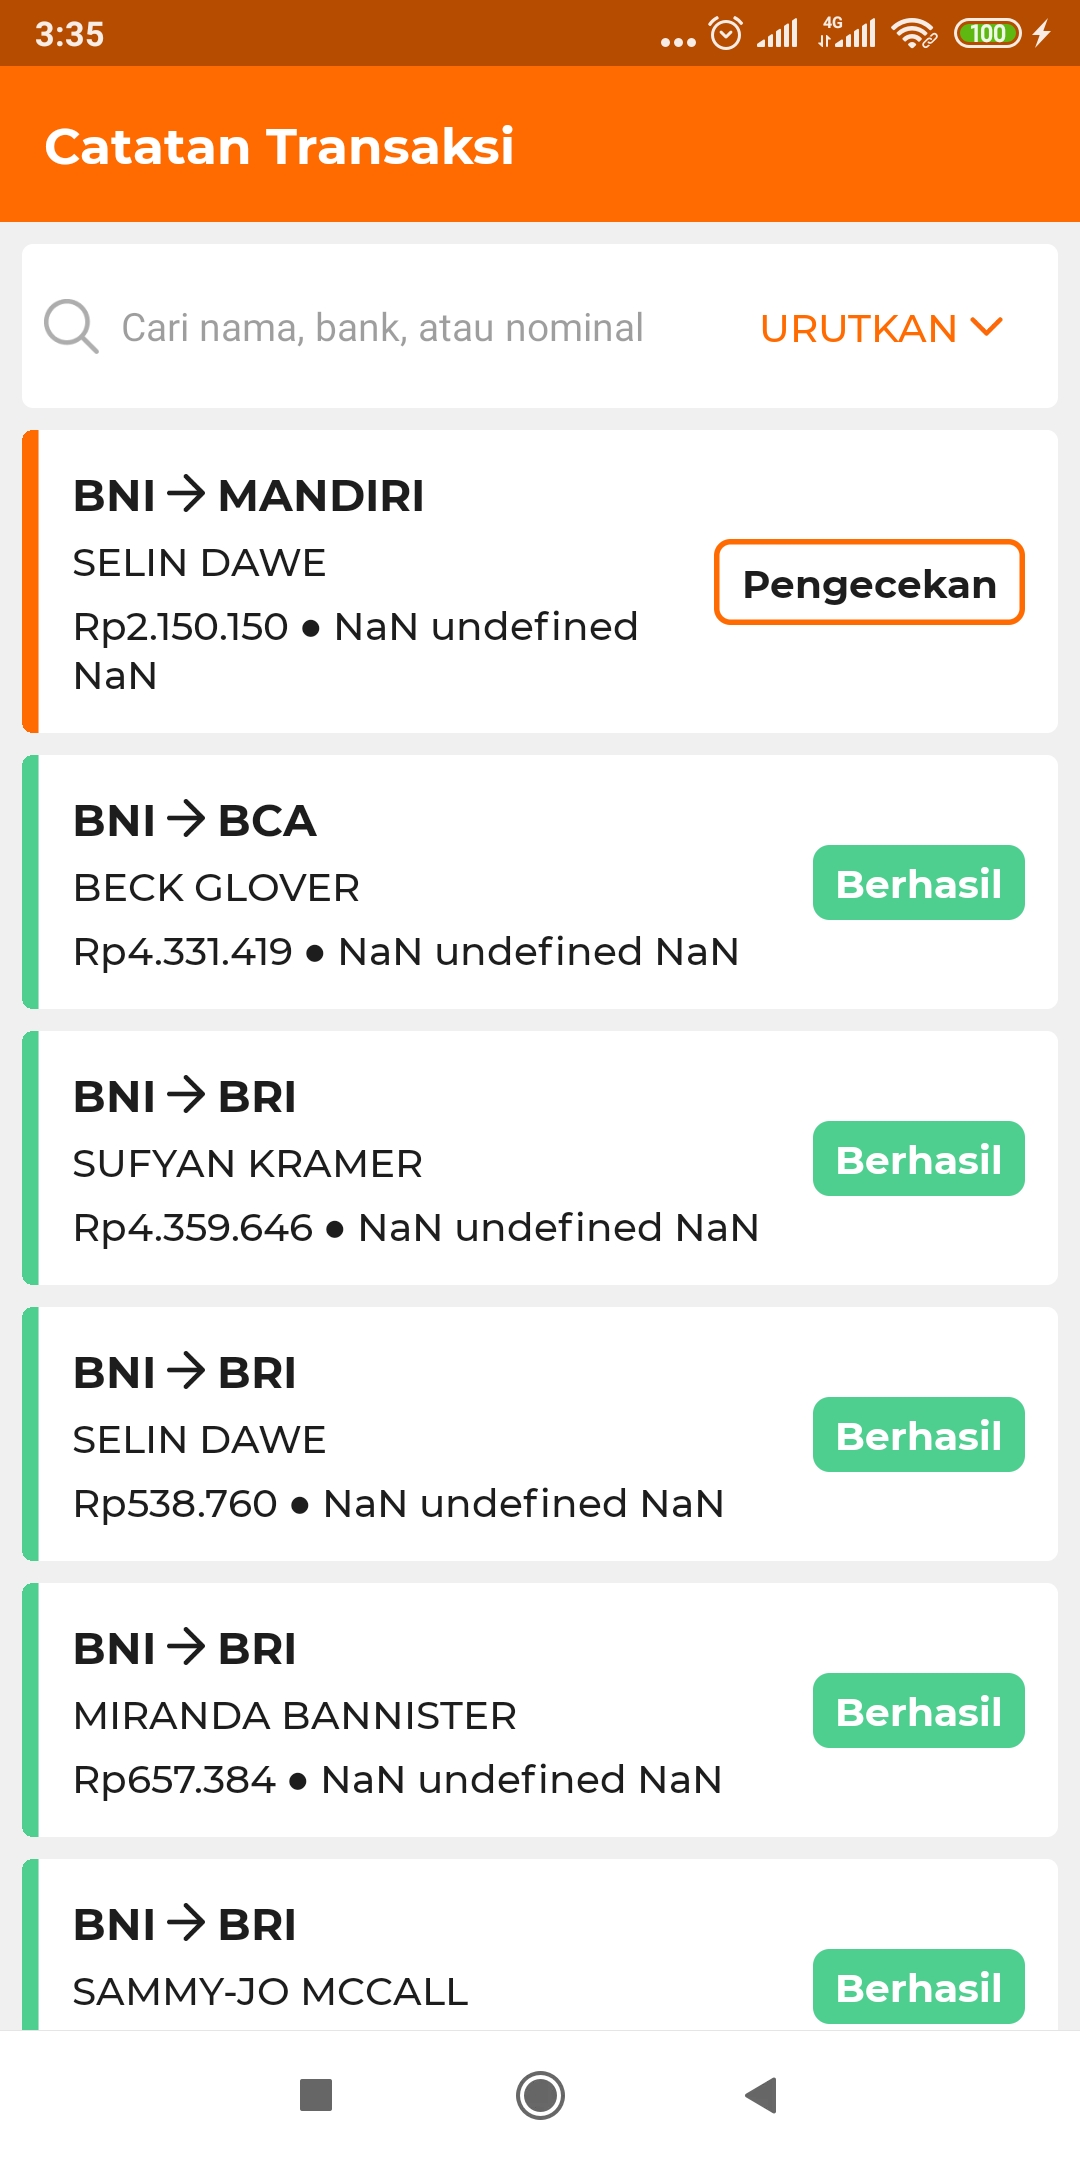 3:35
4G
100
Catatan Transaksi
Cari nama, bank, atau nominal
URUTKAN
BNI → MANDIRI
SELIN DAWE
Rp2.150.150 ● NaN undefined
NaN
Pengecekan
BNI → BCA
BECK GLOVER
Rp4.331.419 ● NaN undefined NaN
Berhasil
BNI → BRI
SUFYAN KRAMER
Rp4.359.646 ● NaN undefined NaN
Berhasil
BNI → BRI
SELIN DAWE
Rp538.760 ● NaN undefined NaN
Berhasil
BNI → BRI
MIRANDA BANNISTER
Rp657.384 ● NaN undefined NaN
Berhasil
BNI → BRI
SAMMY-JO MCCALL
Berhasil